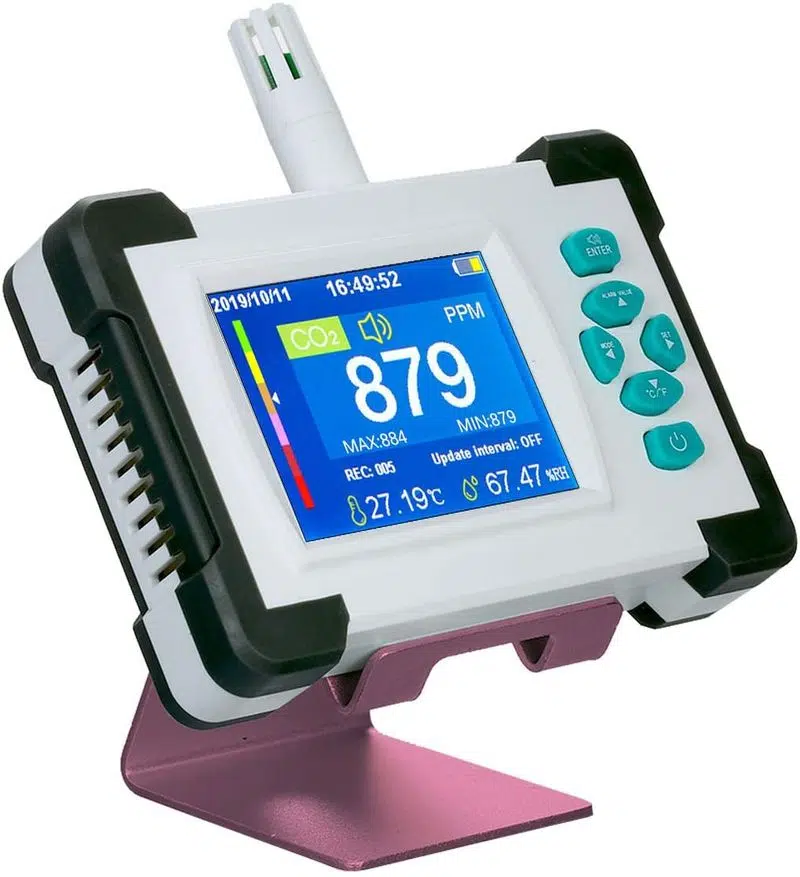 2019/10/11 16:49:52
CO₂ PPM
879
MAX:884 MIN:879
REC: 005 Update interval: OFF
27.19℃ 67.47%RH
ENTER
ALARM VALUE
MODE SET
℃/℉